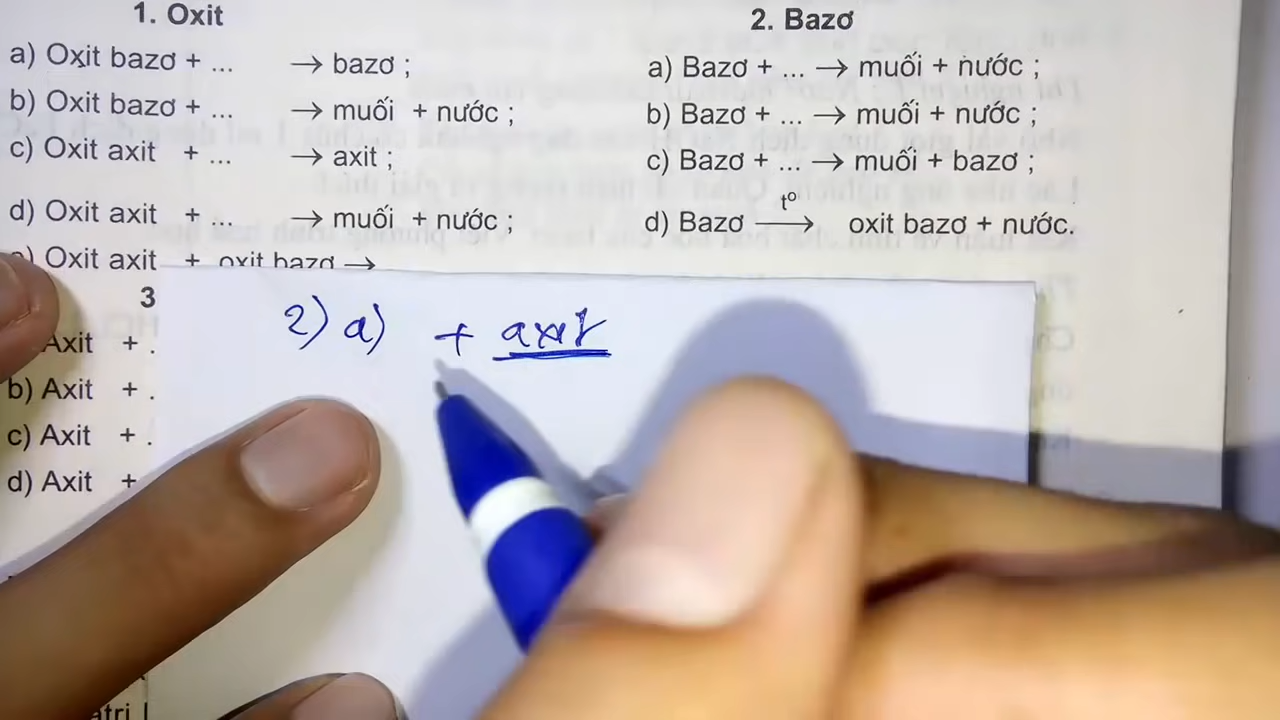 1. Oxit
a) Oxit bazơ + ... → bazơ ;
b) Oxit bazơ + ... → muối + nước ;
c) Oxit axit + ... → axit ;
d) Oxit axit + ... → muối + nước ;
e) Oxit axit + oxit bazơ →
2. Bazơ
a) Bazơ + ... → muối + nước ;
b) Bazơ + ... → muối + nước ;
c) Bazơ + ... → muối + bazơ ;
d) Bazơ t° → oxit bazơ + nước.
3
Axit + .
b) Axit + .
c) Axit + .
d) Axit +
2) a) + axit